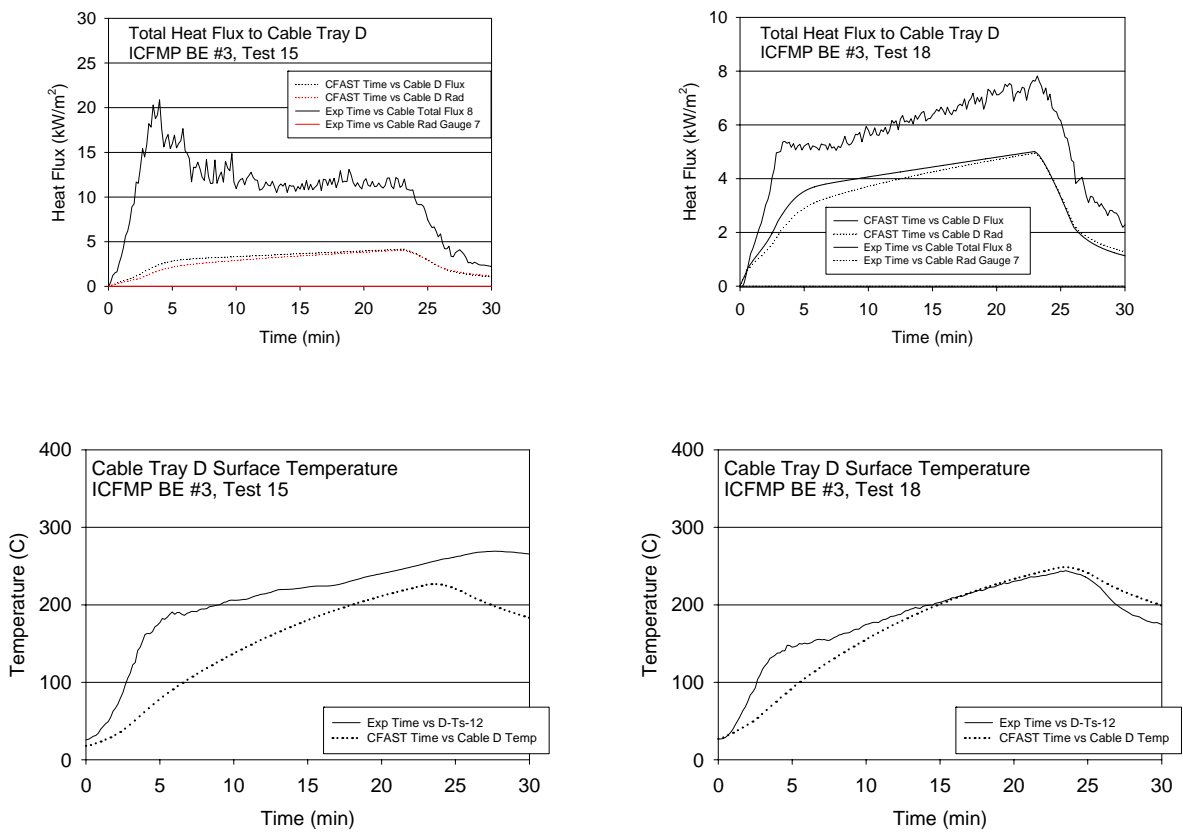 Total Heat Flux to Cable Tray D
ICFMP BE #3, Test 15
CFAST Time vs Cable D Flux
CFAST Time vs Cable D Rad
Exp Time vs Cable Total Flux 8
Exp Time vs Cable Rad Gauge 7
Heat Flux (kW/m²)
30
25
20
15
10
5
0
0 5 10 15 20 25 30
Time (min)
Total Heat Flux to Cable Tray D
ICFMP BE #3, Test 18
CFAST Time vs Cable D Flux
CFAST Time vs Cable D Rad
Exp Time vs Cable Total Flux 8
Exp Time vs Cable Rad Gauge 7
Heat Flux (kW/m²)
10
8
6
4
2
0
0 5 10 15 20 25 30
Time (min)
Cable Tray D Surface Temperature
ICFMP BE #3, Test 15
Exp Time vs D-Ts-12
CFAST Time vs Cable D Temp
Temperature (C)
400
300
200
100
0
0 5 10 15 20 25 30
Time (min)
Cable Tray D Surface Temperature
ICFMP BE #3, Test 18
Exp Time vs D-Ts-12
CFAST Time vs Cable D Temp
Temperature (C)
400
300
200
100
0
0 5 10 15 20 25 30
Time (min)